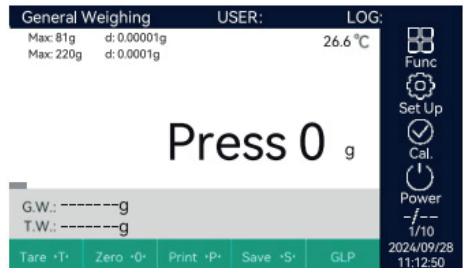 General Weighing USER: LOG:
Max: 81g d: 0.00001g
Max: 220g d: 0.0001g
26.6 ℃
Press 0 g
G.W.: -------g
T.W.: -------g
Tare ·T· Zero ·0· Print ·P· Save ·S· GLP
Func
Set Up
Cal.
Power
-/--
1/10
2024/09/28
11:12:50